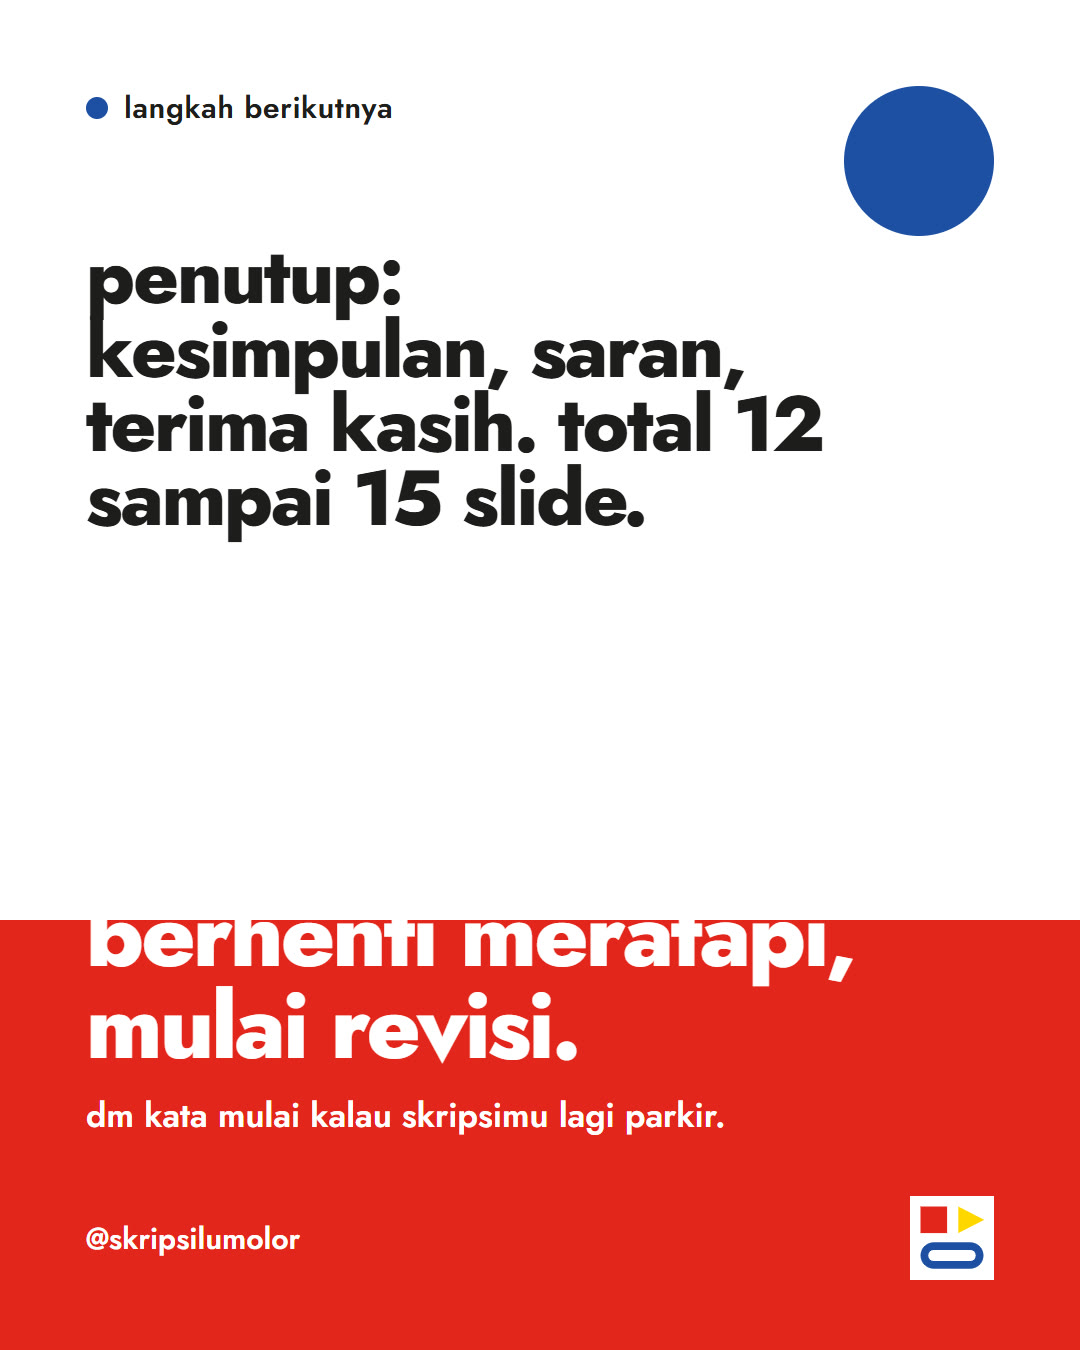 langkah berikutnya
penutup:
kesimpulan, saran,
terima kasih. total 12
sampai 15 slide.
berhenti meratapi,
mulai revisi.
dm kata mulai kalau skripsimu lagi parkir.
@skripsilumolor